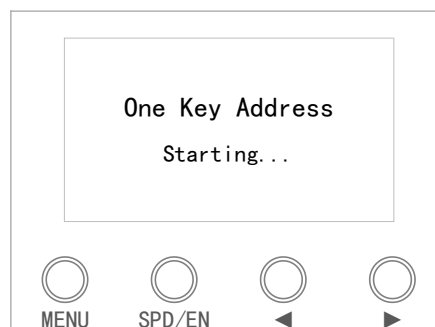 One Key Address
Starting...
MENU SPD/EN ◀ ▶